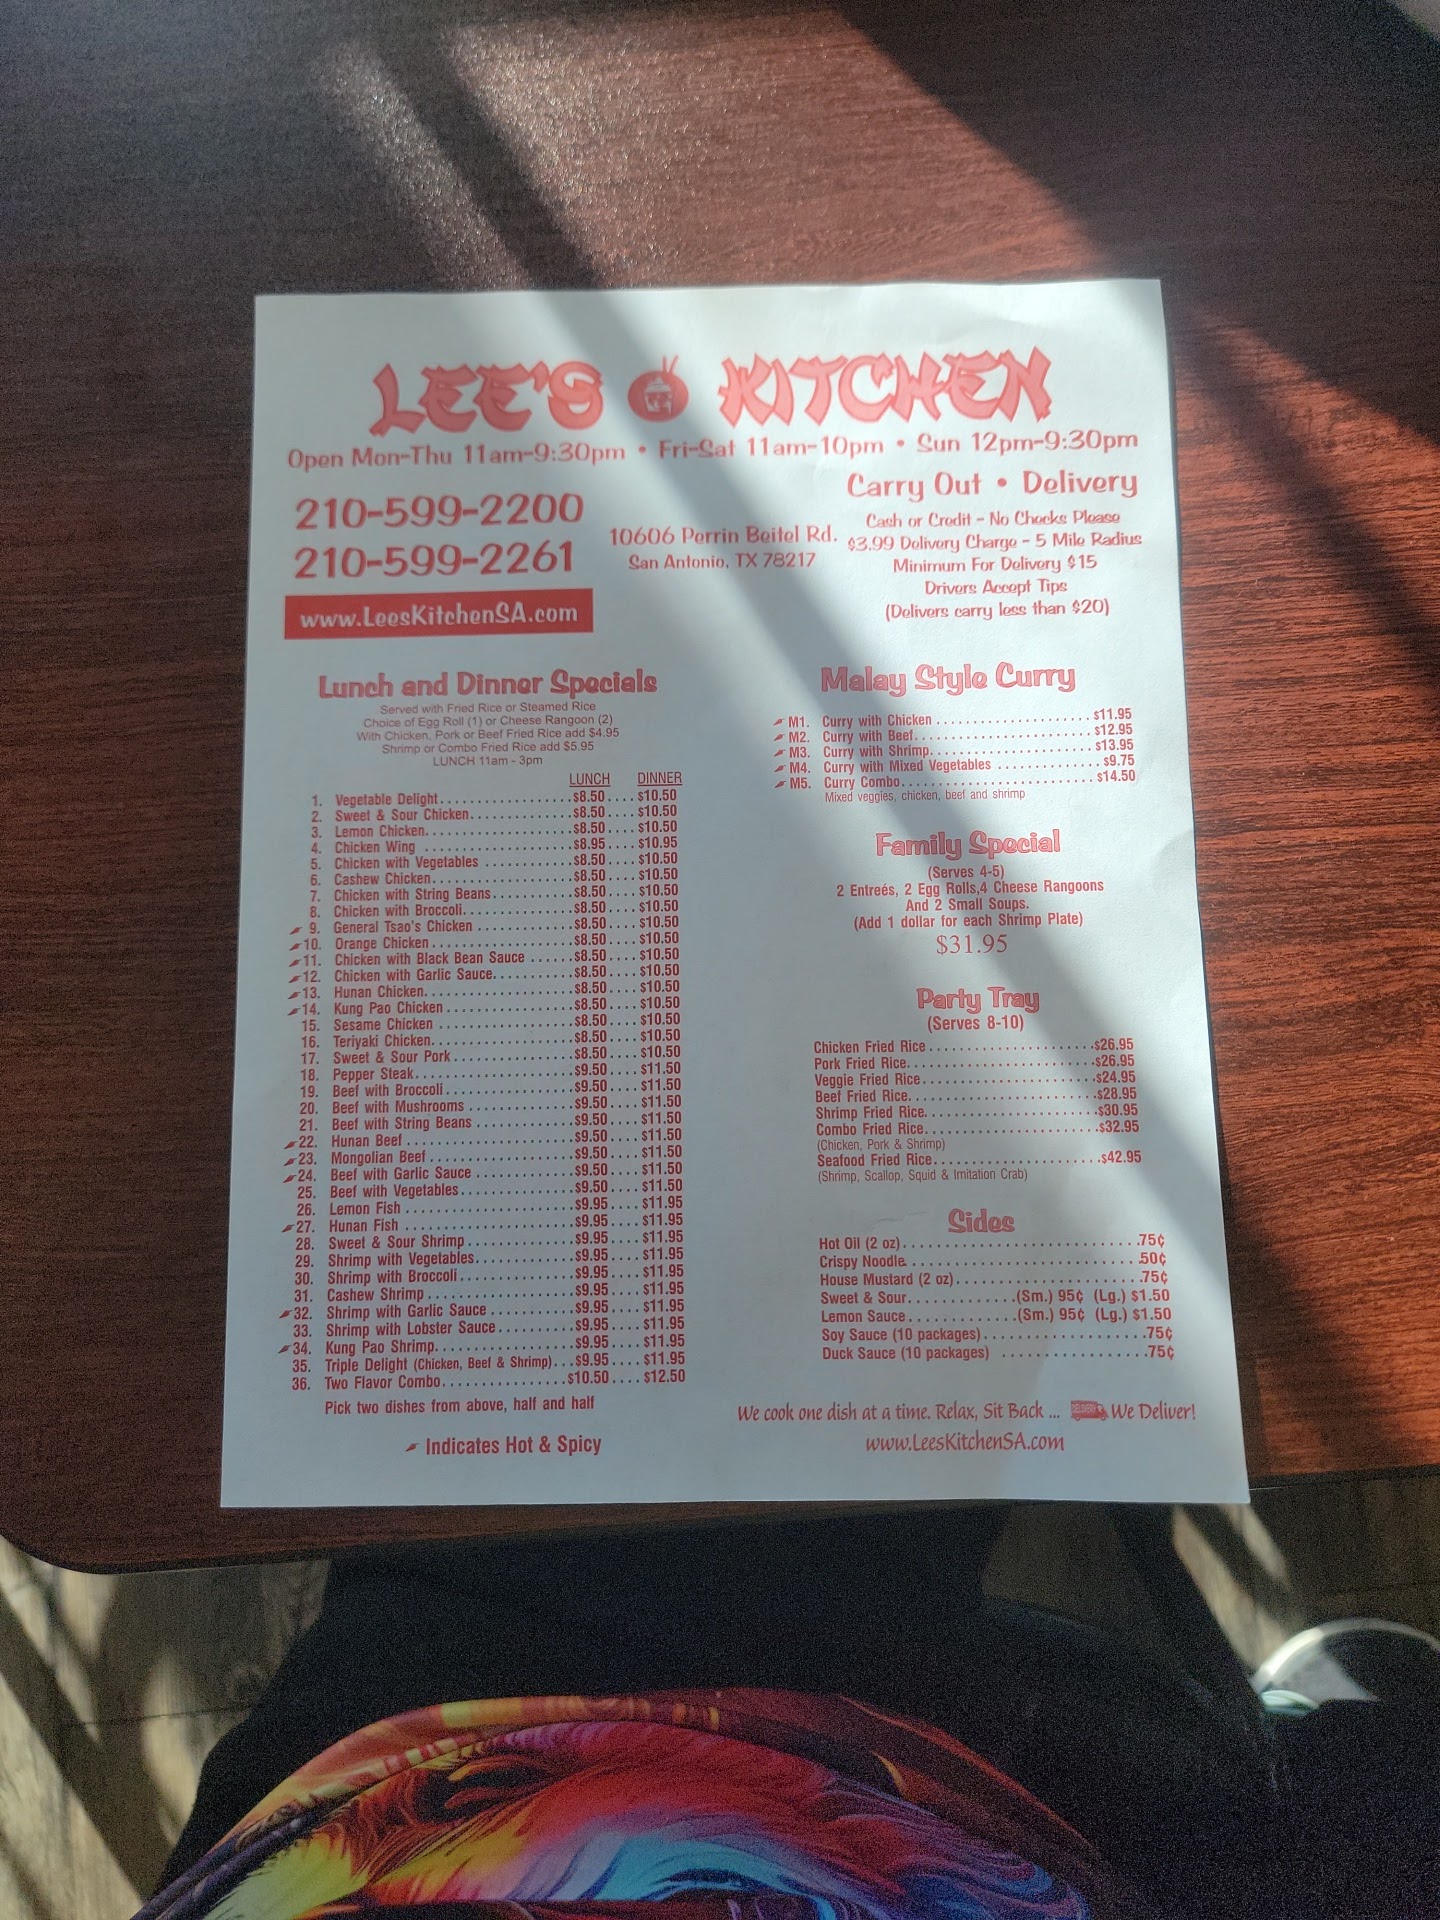 LEE'S KITCHEN
Open Mon-Thu 11am-9:30pm • Fri-Sat 11am-10pm • Sun 12pm-9:30pm
210-599-2200
210-599-2261
www.LeesKitchenSA.com
10606 Perrin Beitel Rd.
San Antonio, TX 78217
Carry Out • Delivery
Cash or Credit - No Checks Please
$3.99 Delivery Charge - 5 Mile Radius
Minimum For Delivery $15
Drivers Accept Tips
(Delivers carry less than $20)
Lunch and Dinner Specials
Served with Fried Rice or Steamed Rice
Choice of Egg Roll (1) or Cheese Rangoon (2)
With Chicken, Pork or Beef Fried Rice add $4.95
Shrimp or Combo Fried Rice add $5.95
LUNCH 11am - 3pm
LUNCH DINNER
1. Vegetable Delight $8.50 $10.50
2. Sweet & Sour Chicken $8.50 $10.50
3. Lemon Chicken $8.50 $10.50
4. Chicken Wing $8.95 $10.95
5. Chicken with Vegetables $8.50 $10.50
6. Cashew Chicken $8.50 $10.50
7. Chicken with String Beans $8.50 $10.50
8. Chicken with Broccoli $8.50 $10.50
9. General Tsao's Chicken $8.50 $10.50
10. Orange Chicken $8.50 $10.50
11. Chicken with Black Bean Sauce $8.50 $10.50
12. Chicken with Garlic Sauce $8.50 $10.50
13. Hunan Chicken $8.50 $10.50
14. Kung Pao Chicken $8.50 $10.50
15. Sesame Chicken $8.50 $10.50
16. Teriyaki Chicken $8.50 $10.50
17. Sweet & Sour Pork $8.50 $10.50
18. Pepper Steak $9.50 $11.50
19. Beef with Broccoli $9.50 $11.50
20. Beef with Mushrooms $9.50 $11.50
21. Beef with String Beans $9.50 $11.50
22. Hunan Beef $9.50 $11.50
23. Mongolian Beef $9.50 $11.50
24. Beef with Garlic Sauce $9.50 $11.50
25. Beef with Vegetables $9.50 $11.50
26. Lemon Fish $9.95 $11.95
27. Hunan Fish $9.95 $11.95
28. Sweet & Sour Shrimp $9.95 $11.95
29. Shrimp with Vegetables $9.95 $11.95
30. Shrimp with Broccoli $9.95 $11.95
31. Cashew Shrimp $9.95 $11.95
32. Shrimp with Garlic Sauce $9.95 $11.95
33. Shrimp with Lobster Sauce $9.95 $11.95
34. Kung Pao Shrimp $9.95 $11.95
35. Triple Delight (Chicken, Beef & Shrimp) $9.95 $11.95
36. Two Flavor Combo $10.50 $12.50
Pick two dishes from above, half and half
Indicates Hot & Spicy
Malay Style Curry
M1. Curry with Chicken $11.95
M2. Curry with Beef $12.95
M3. Curry with Shrimp $13.95
M4. Curry with Mixed Vegetables $9.75
M5. Curry Combo $14.50
Mixed veggies, chicken, beef and shrimp
Family Special
(Serves 4-5)
2 Entreés, 2 Egg Rolls,4 Cheese Rangoons
And 2 Small Soups.
(Add 1 dollar for each Shrimp Plate)
$31.95
Party Tray
(Serves 8-10)
Chicken Fried Rice $26.95
Pork Fried Rice $26.95
Veggie Fried Rice $24.95
Beef Fried Rice $28.95
Shrimp Fried Rice $30.95
Combo Fried Rice $32.95
(Chicken, Pork & Shrimp)
Seafood Fried Rice $42.95
(Shrimp, Scallop, Squid & Imitation Crab)
Sides
Hot Oil (2 oz) .75¢
Crispy Noodle .50¢
House Mustard (2 oz) .75¢
Sweet & Sour (Sm.) 95¢ (Lg.) $1.50
Lemon Sauce (Sm.) 95¢ (Lg.) $1.50
Soy Sauce (10 packages) .75¢
Duck Sauce (10 packages) .75¢
We cook one dish at a time. Relax, Sit Back ... DELIVERY We Deliver!
www.LeesKitchenSA.com